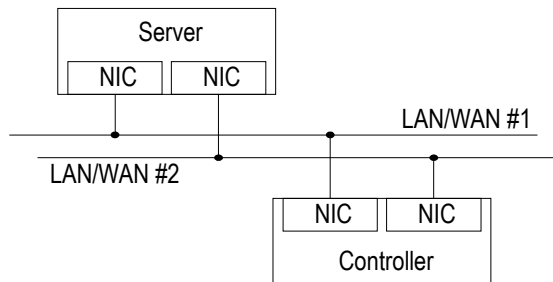 Server
NIC NIC
LAN/WAN #1
LAN/WAN #2
NIC NIC
Controller